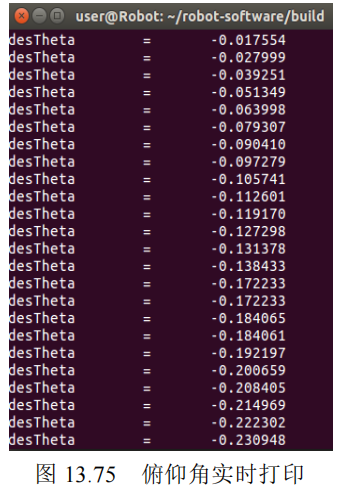 user@Robot: ~/robot-software/build
desTheta = -0.017554
desTheta = -0.027999
desTheta = -0.039251
desTheta = -0.051349
desTheta = -0.063998
desTheta = -0.079307
desTheta = -0.090410
desTheta = -0.097279
desTheta = -0.105741
desTheta = -0.112601
desTheta = -0.119170
desTheta = -0.127298
desTheta = -0.131378
desTheta = -0.138433
desTheta = -0.172233
desTheta = -0.172233
desTheta = -0.184065
desTheta = -0.184061
desTheta = -0.192197
desTheta = -0.200659
desTheta = -0.208405
desTheta = -0.214969
desTheta = -0.222302
desTheta = -0.230948
图 13.75 俯仰角实时打印